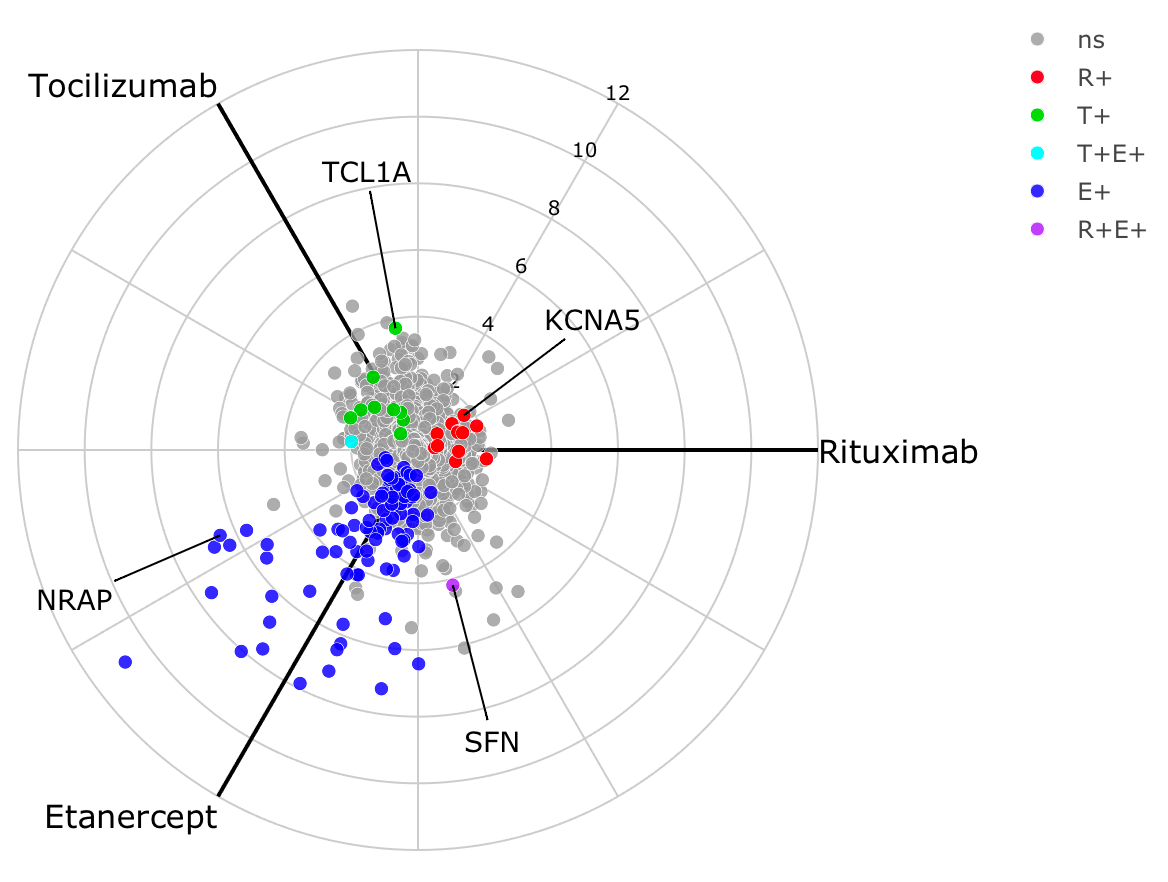 ns
R+
T+
T+E+
E+
R+E+
Tocilizumab
12
10
TCL1A
8
6
4
KCNA5
2
Rituximab
NRAP
SFN
Etanercept